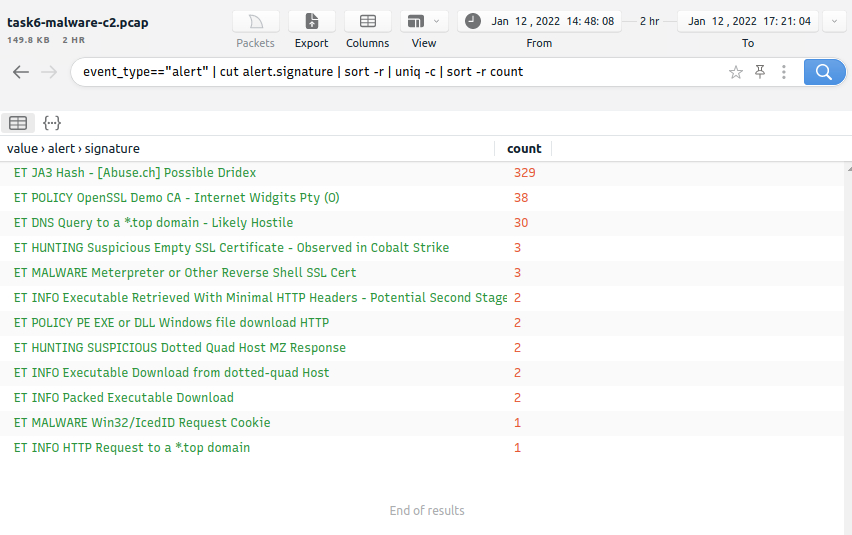 task6-malware-c2.pcap
149.8 KB 2 HR
Packets
Export
Columns
View
Jan 12 , 2022 14:48:08
2 hr
Jan 12 , 2022 17:21:04
From
To
event_type=="alert" | cut alert.signature | sort -r | uniq -c | sort -r count
value › alert › signature count
ET JA3 Hash - [Abuse.ch] Possible Dridex 329
ET POLICY OpenSSL Demo CA - Internet Widgits Pty (O) 38
ET DNS Query to a *.top domain - Likely Hostile 30
ET HUNTING Suspicious Empty SSL Certificate - Observed in Cobalt Strike 3
ET MALWARE Meterpreter or Other Reverse Shell SSL Cert 3
ET INFO Executable Retrieved With Minimal HTTP Headers - Potential Second Stage 2
ET POLICY PE EXE or DLL Windows file download HTTP 2
ET HUNTING SUSPICIOUS Dotted Quad Host MZ Response 2
ET INFO Executable Download from dotted-quad Host 2
ET INFO Packed Executable Download 2
ET MALWARE Win32/IcedID Request Cookie 1
ET INFO HTTP Request to a *.top domain 1
End of results